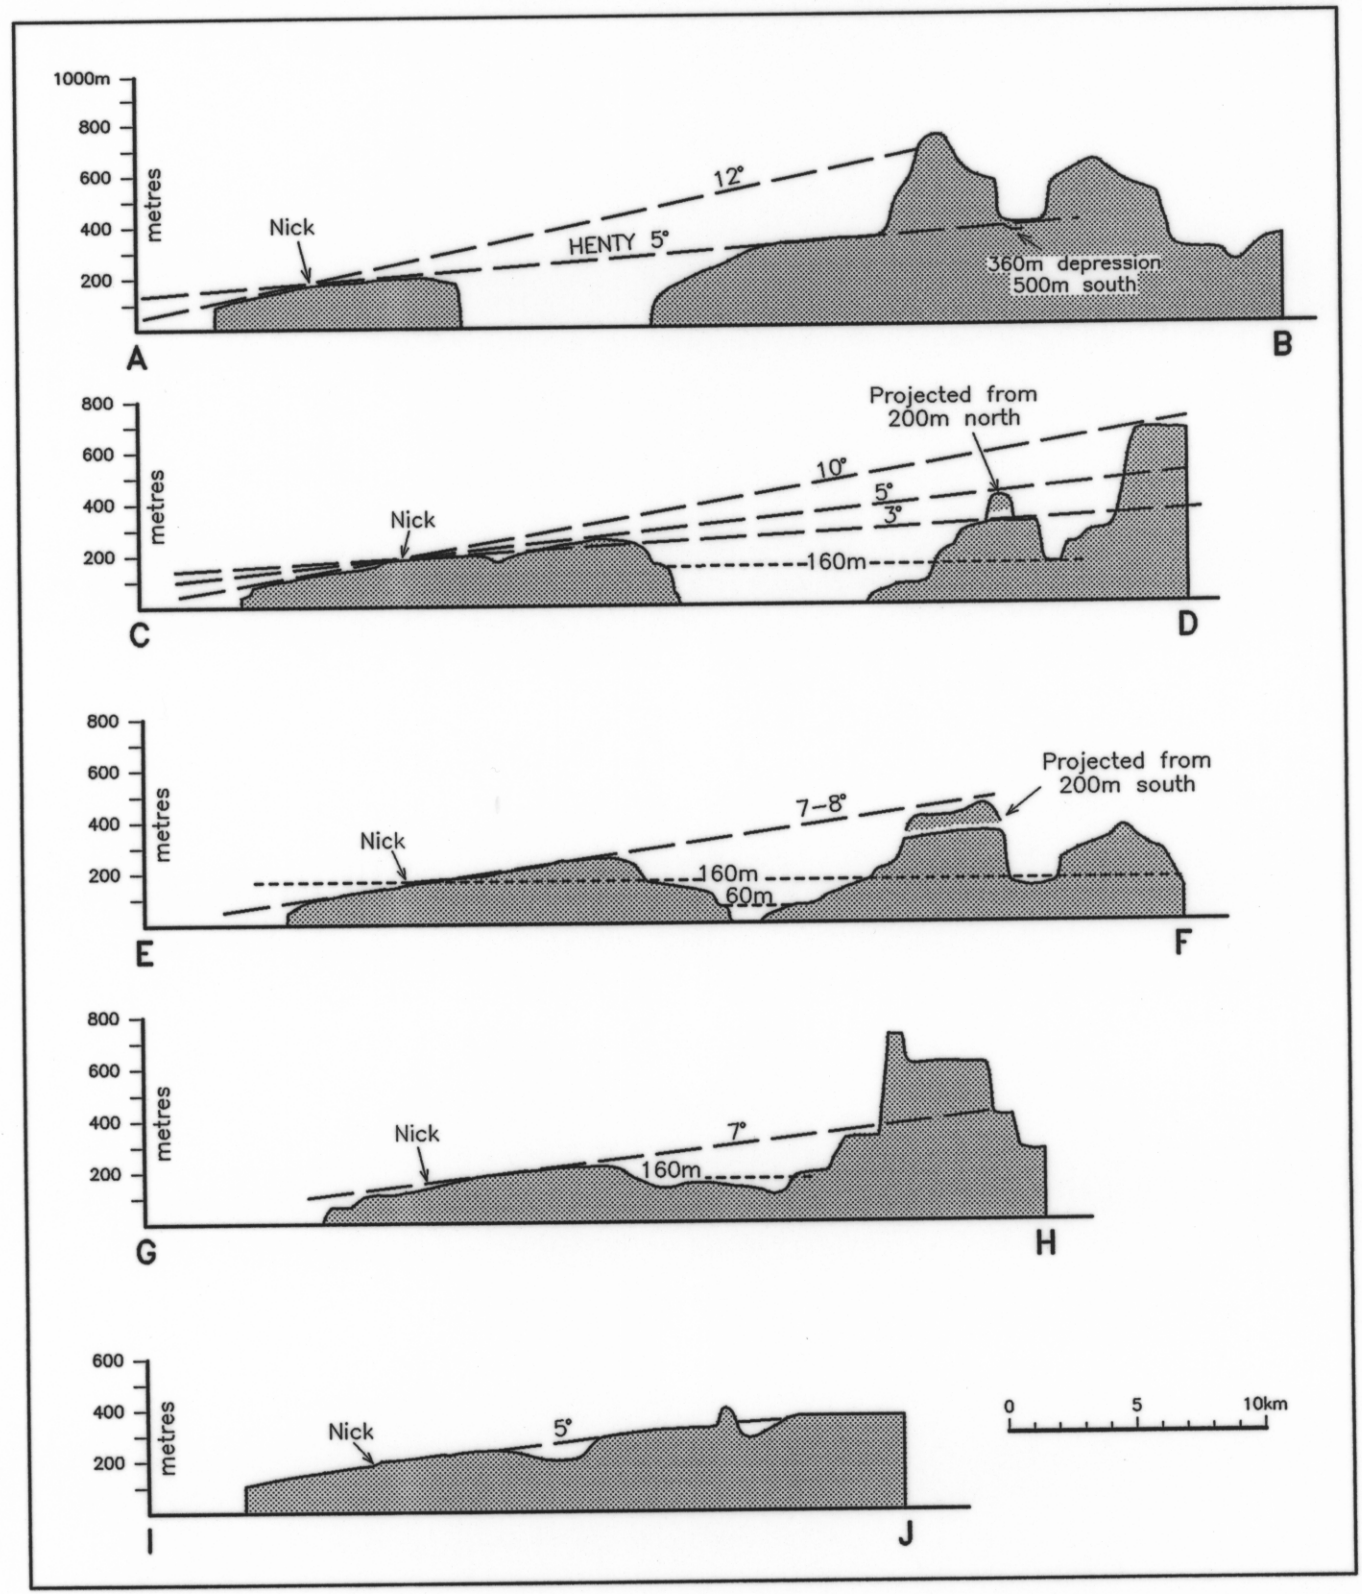 1000m
800
600
400
200
metres
Nick
12°
HENTY 5°
360m depression
500m south
A
B
800
600
400
200
metres
Nick
Projected from
200m north
10°
5°
3°
160m
C
D
800
600
400
200
metres
Nick
7-8°
Projected from
200m south
160m
60m
E
F
800
600
400
200
metres
Nick
7°
160m
G
H
600
400
200
metres
Nick
5°
0 5 10km
I
J